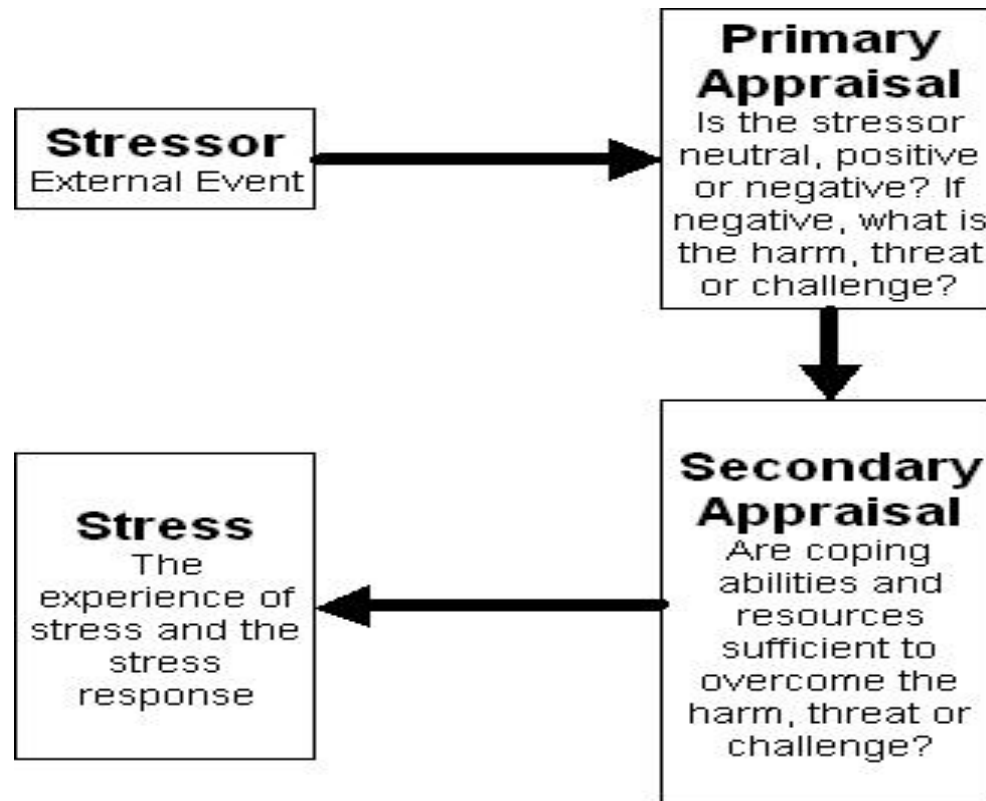 Stressor
External Event
Primary
Appraisal
Is the stressor
neutral, positive
or negative? If
negative, what is
the harm, threat
or challenge?
Secondary
Appraisal
Are coping
abilities and
resources
sufficient to
overcome the
harm, threat or
challenge?
Stress
The
experience of
stress and the
stress
response